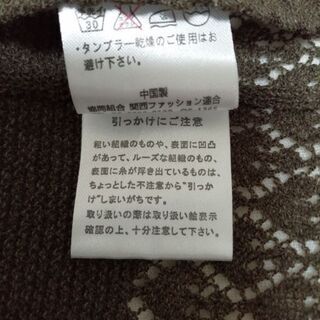 30
・タンブラー乾燥のご使用はお
避け下さい。
中国製
協同組合 関西ファッション連合
引っかけにご注意
粗い組織のものや、表面に凹凸
があって、ルーズな組織のもの、
表面に糸が浮き出ているものは、
ちょっとした不注意から“引っか
け”しまいがちです。
取り扱いの際は取り扱い絵表示
確認の上、十分注意して下さい。